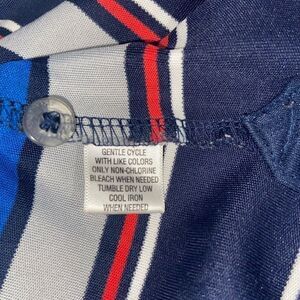 GENTLE CYCLE
WITH LIKE COLORS
ONLY NON-CHLORINE
BLEACH WHEN NEEDED
TUMBLE DRY LOW
COOL IRON
WHEN NEEDED